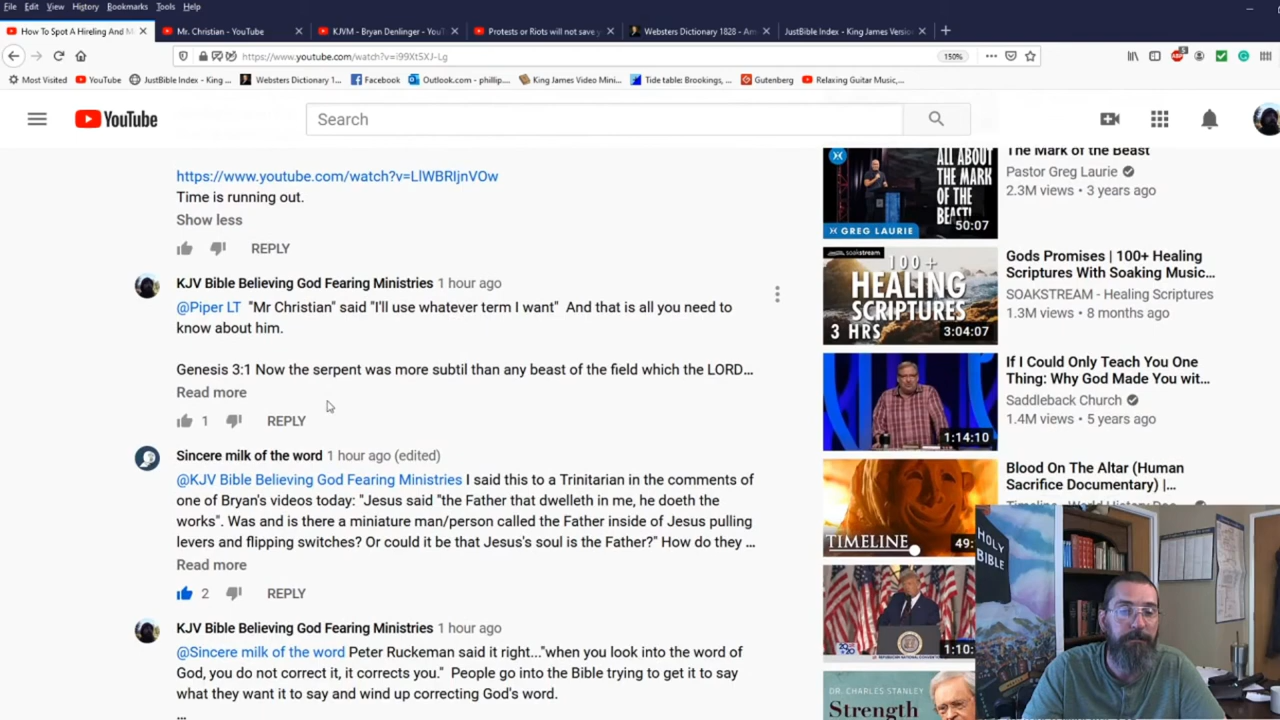 File Edit View History Bookmarks Tools Help
How To Spot A Hireling And M
Mr. Christian - YouTube
KJVM - Bryan Denlinger - YouT
Protests or Riots will not save y
Websters Dictionary 1828 - Am
JustBible Index - King James Versio
150%
Most Visited
YouTube
JustBible Index - King ...
Websters Dictionary 1...
Facebook
Outlook.com - phillip...
King James Video Mini...
Tide table: Brookings, ...
Gutenberg
Relaxing Guitar Music,...
YouTube
Search
https://www.youtube.com/watch?v=LlWBRIjnVOw
Time is running out.
Show less
REPLY
KJV Bible Believing God Fearing Ministries 1 hour ago
@Piper LT "Mr Christian" said "I'll use whatever term I want" And that is all you need to
know about him.
Genesis 3:1 Now the serpent was more subtil than any beast of the field which the LORD...
Read more
1 REPLY
Sincere milk of the word 1 hour ago (edited)
@KJV Bible Believing God Fearing Ministries I said this to a Trinitarian in the comments of
one of Bryan's videos today: "Jesus said "the Father that dwelleth in me, he doeth the
works". Was and is there a miniature man/person called the Father inside of Jesus pulling
levers and flipping switches? Or could it be that Jesus's soul is the Father?" How do they ...
Read more
2 REPLY
KJV Bible Believing God Fearing Ministries 1 hour ago
@Sincere milk of the word Peter Ruckeman said it right..."when you look into the word of
God, you do not correct it, it corrects you." People go into the Bible trying to get it to say
what they want it to say and wind up correcting God's word.
...
ALL ABOUT
THE MARK
OF THE
BEAST!
GREG LAURIE
50:07
The Mark of the Beast
Pastor Greg Laurie
2.3M views • 3 years ago
soakstream
100+
HEALING
SCRIPTURES
3 HRS
3:04:07
Gods Promises | 100+ Healing
Scriptures With Soaking Music...
SOAKSTREAM - Healing Scriptures
1.3M views • 8 months ago
1:14:10
If I Could Only Teach You One
Thing: Why God Made You wit...
Saddleback Church
1.4M views • 5 years ago
TIMELINE
49:
Blood On The Altar (Human
Sacrifice Documentary) |...
1:10:
DR. CHARLES STANLEY
Strength
HOLY
BIBLE